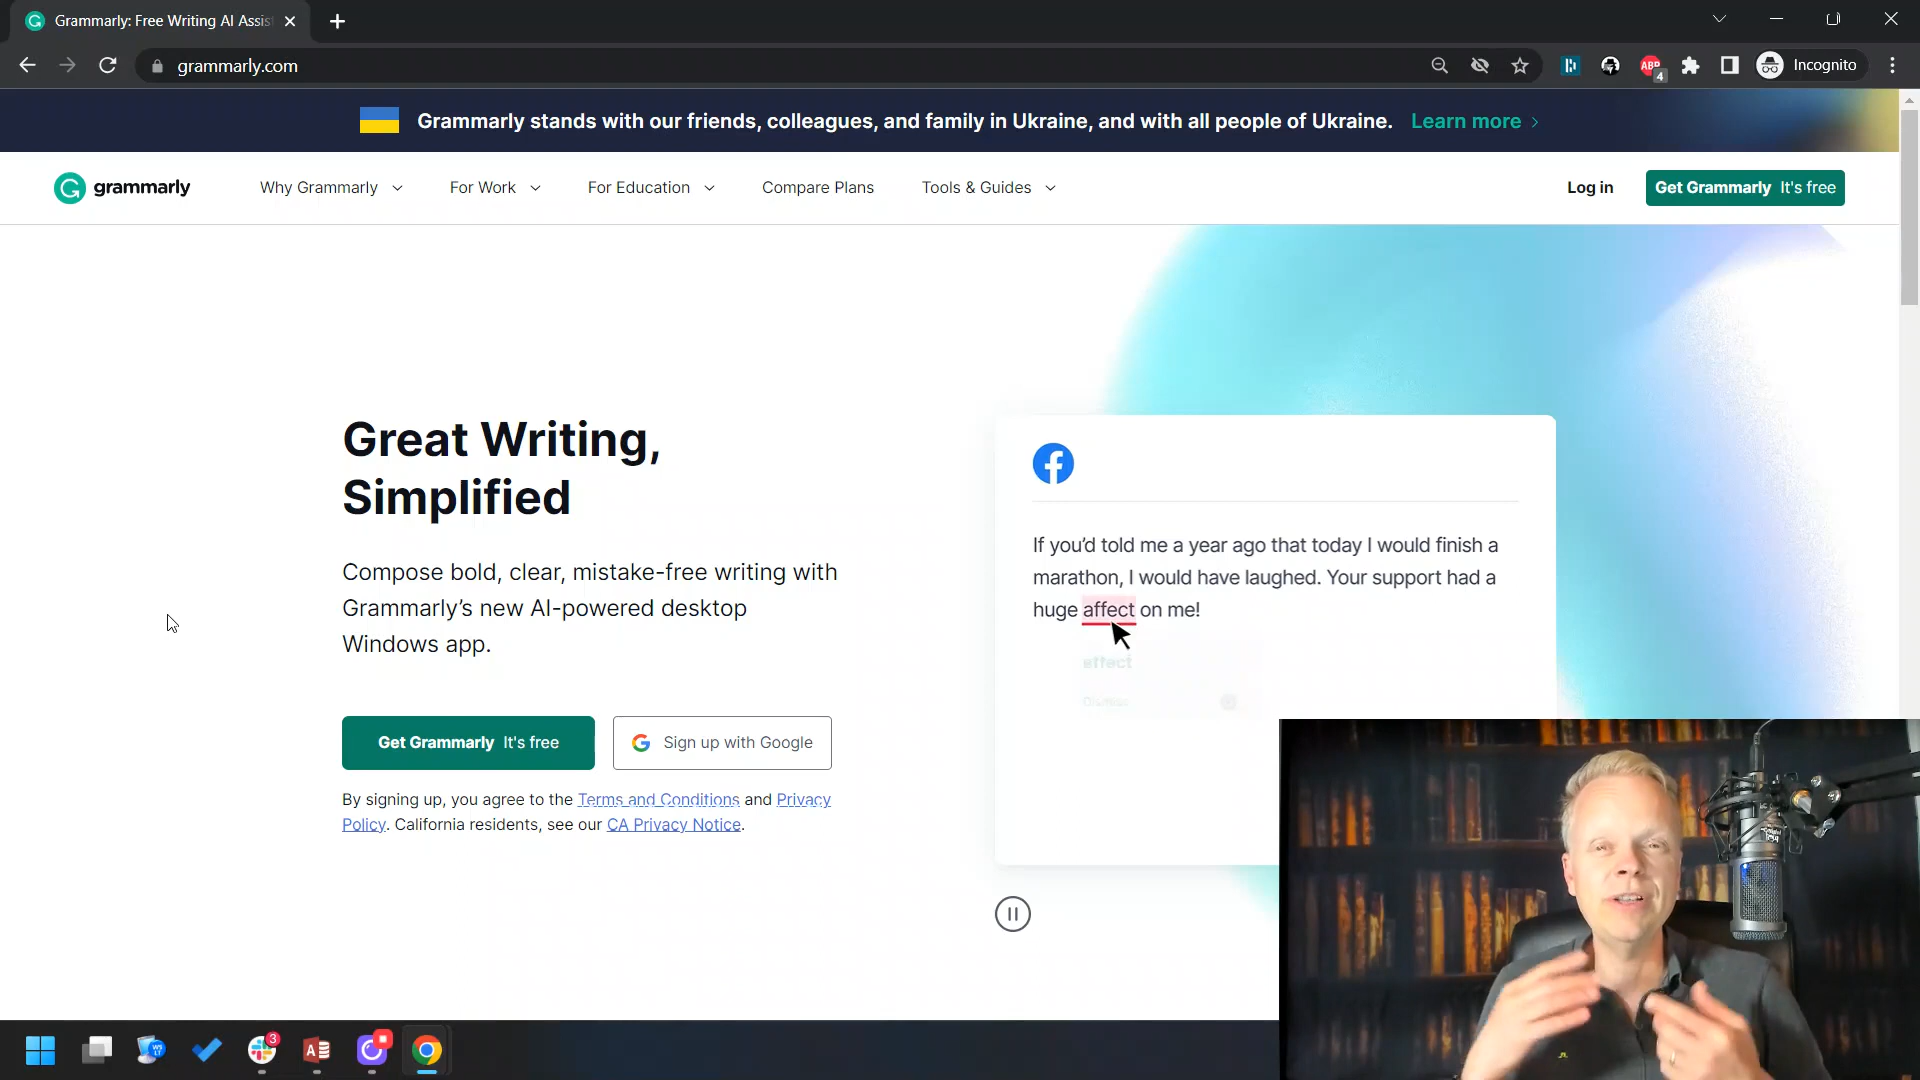 Grammarly: Free Writing AI Assis
grammarly.com
ABP
4
Incognito
Grammarly stands with our friends, colleagues, and family in Ukraine, and with all people of Ukraine. Learn more
grammarly
Why Grammarly
For Work
For Education
Compare Plans
Tools & Guides
Log in
Get Grammarly It's free
Great Writing,
Simplified
Compose bold, clear, mistake-free writing with
Grammarly's new AI-powered desktop
Windows app.
Get Grammarly It's free
Sign up with Google
By signing up, you agree to the Terms and Conditions and Privacy
Policy. California residents, see our CA Privacy Notice.
If you'd told me a year ago that today I would finish a
marathon, I would have laughed. Your support had a
huge affect on me!
effect
Dismiss
3